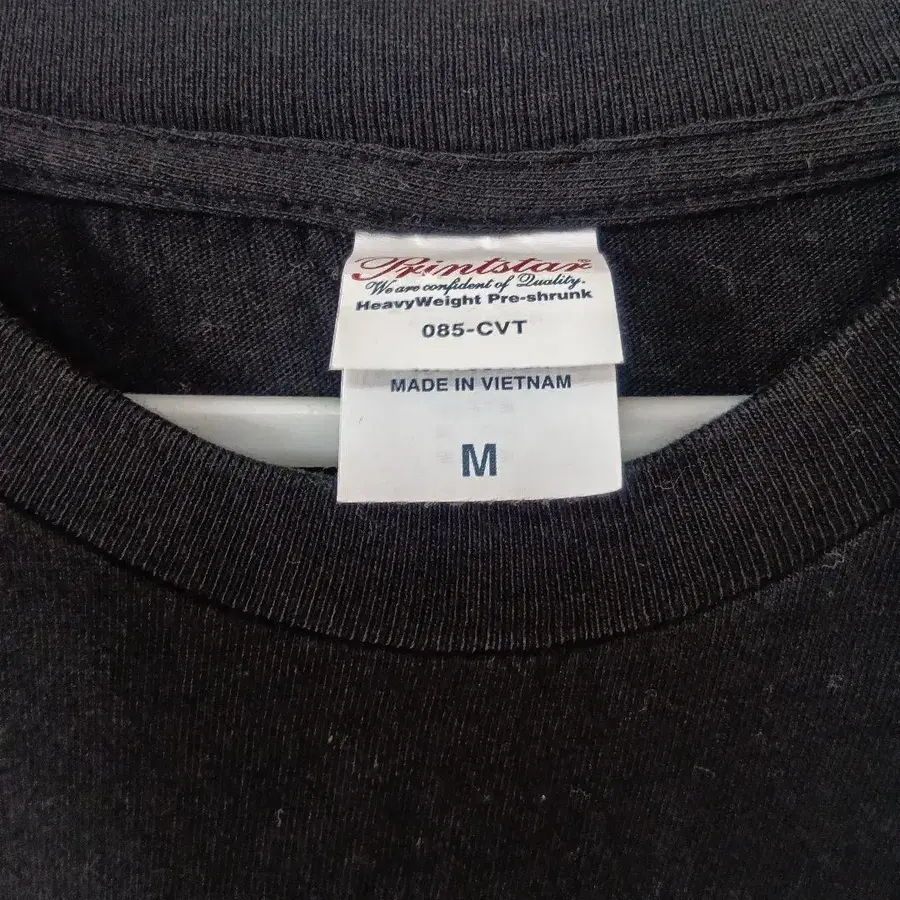 Printstar®
We are confident of Quality.
HeavyWeight Pre-shrunk
085-CVT
MADE IN VIETNAM
M